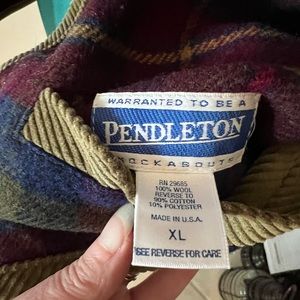 WARRANTED TO BE A
PENDLETON
KNOCKABOUTS
RN 29685
100% WOOL
REVERSE TO
90% COTTON
10% POLYESTER
MADE IN U.S.A.
XL
SEE REVERSE FOR CARE